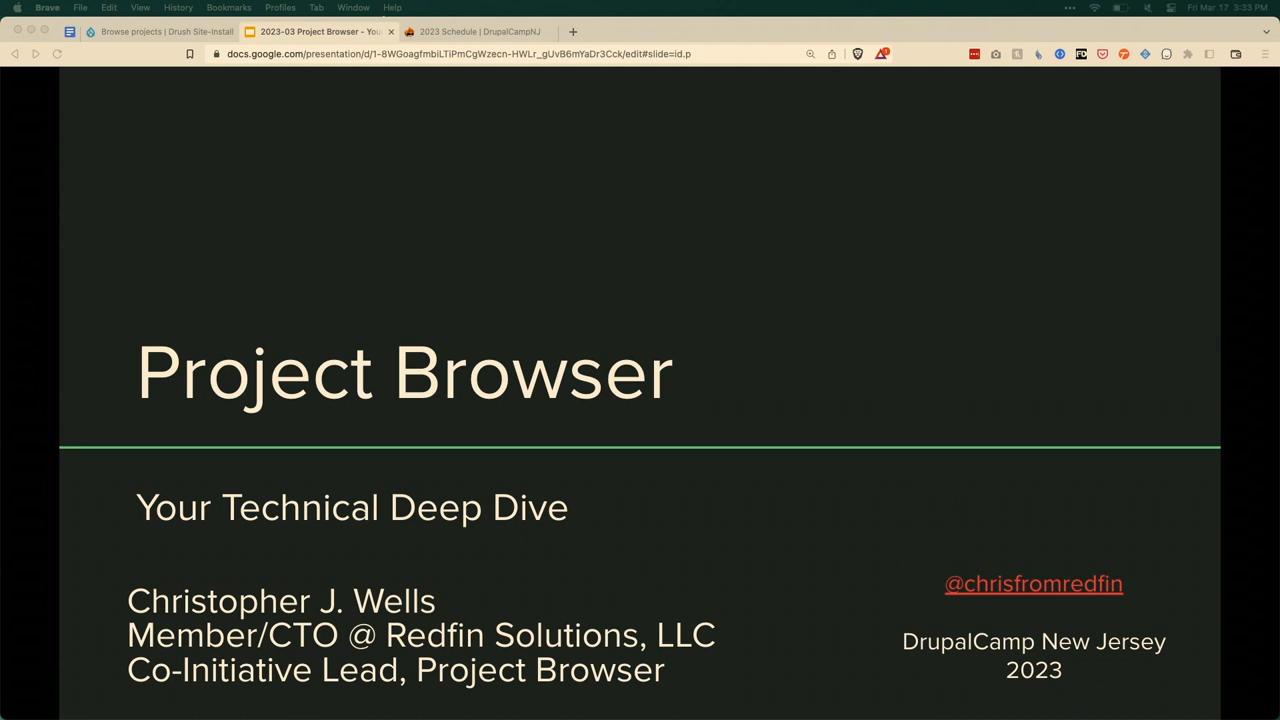 Brave File Edit View History Bookmarks Profiles Tab Window Help Fri Mar 17 3:33 PM
Browse projects | Drush Site-Install 2023-03 Project Browser - You 2023 Schedule | DrupalCampNJ
docs.google.com/presentation/d/1-8WGoagfmbiLTiPmCgWzecn-HWLr_gUvB6mYaDr3Cck/edit#slide=id.p
Project Browser
Your Technical Deep Dive
Christopher J. Wells
Member/CTO @ Redfin Solutions, LLC
Co-Initiative Lead, Project Browser
@chrisfromredfin
DrupalCamp New Jersey
2023